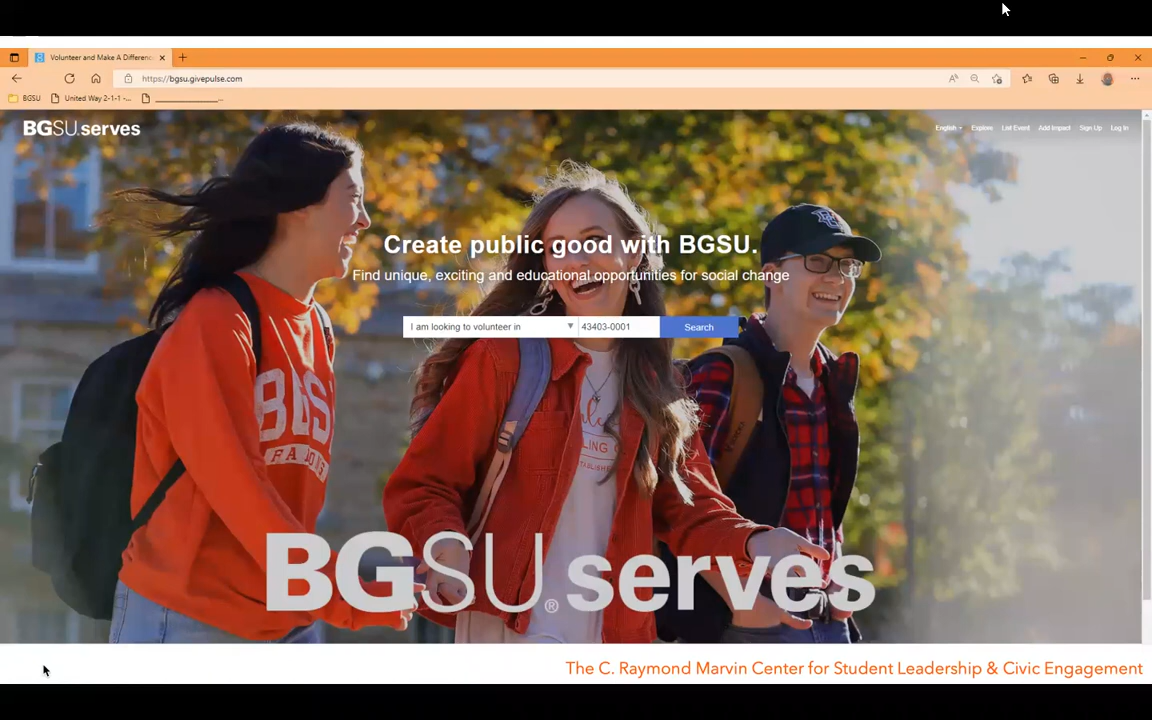 Volunteer and Make A Differenc
https://bgsu.givepulse.com
BGSU
United Way 2-1-1 -...
BGSU.serves
English
Explore
List Event
Add Impact
Sign Up
Log In
Create public good with BGSU.
Find unique, exciting and educational opportunities for social change
I am looking to volunteer in
43403-0001
Search
BGSU
FALCONS
BGSU®serves
The C. Raymond Marvin Center for Student Leadership & Civic Engagement